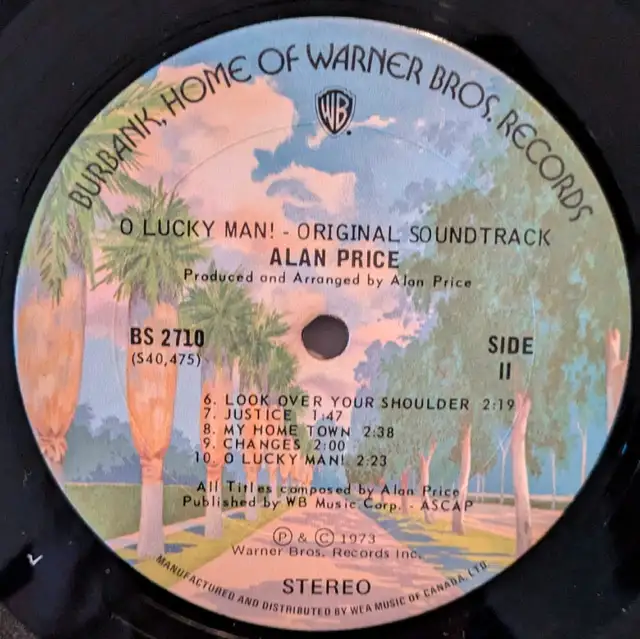 BURBANK, HOME OF WARNER BROS. RECORDS
WB
O LUCKY MAN! - ORIGINAL SOUNDTRACK
ALAN PRICE
Produced and Arranged by Alan Price
BS 2710
(S40,475)
SIDE
II
6. LOOK OVER YOUR SHOULDER 2:19
7. JUSTICE 1:47
8. MY HOME TOWN 2:38
9. CHANGES 2:00
10. O LUCKY MAN! 2:23
All Titles composed by Alan Price
Published by WB Music Corp. - ASCAP
Ⓟ & © 1973
Warner Bros. Records Inc.
STEREO
MANUFACTURED AND DISTRIBUTED BY WEA MUSIC OF CANADA, LTD.